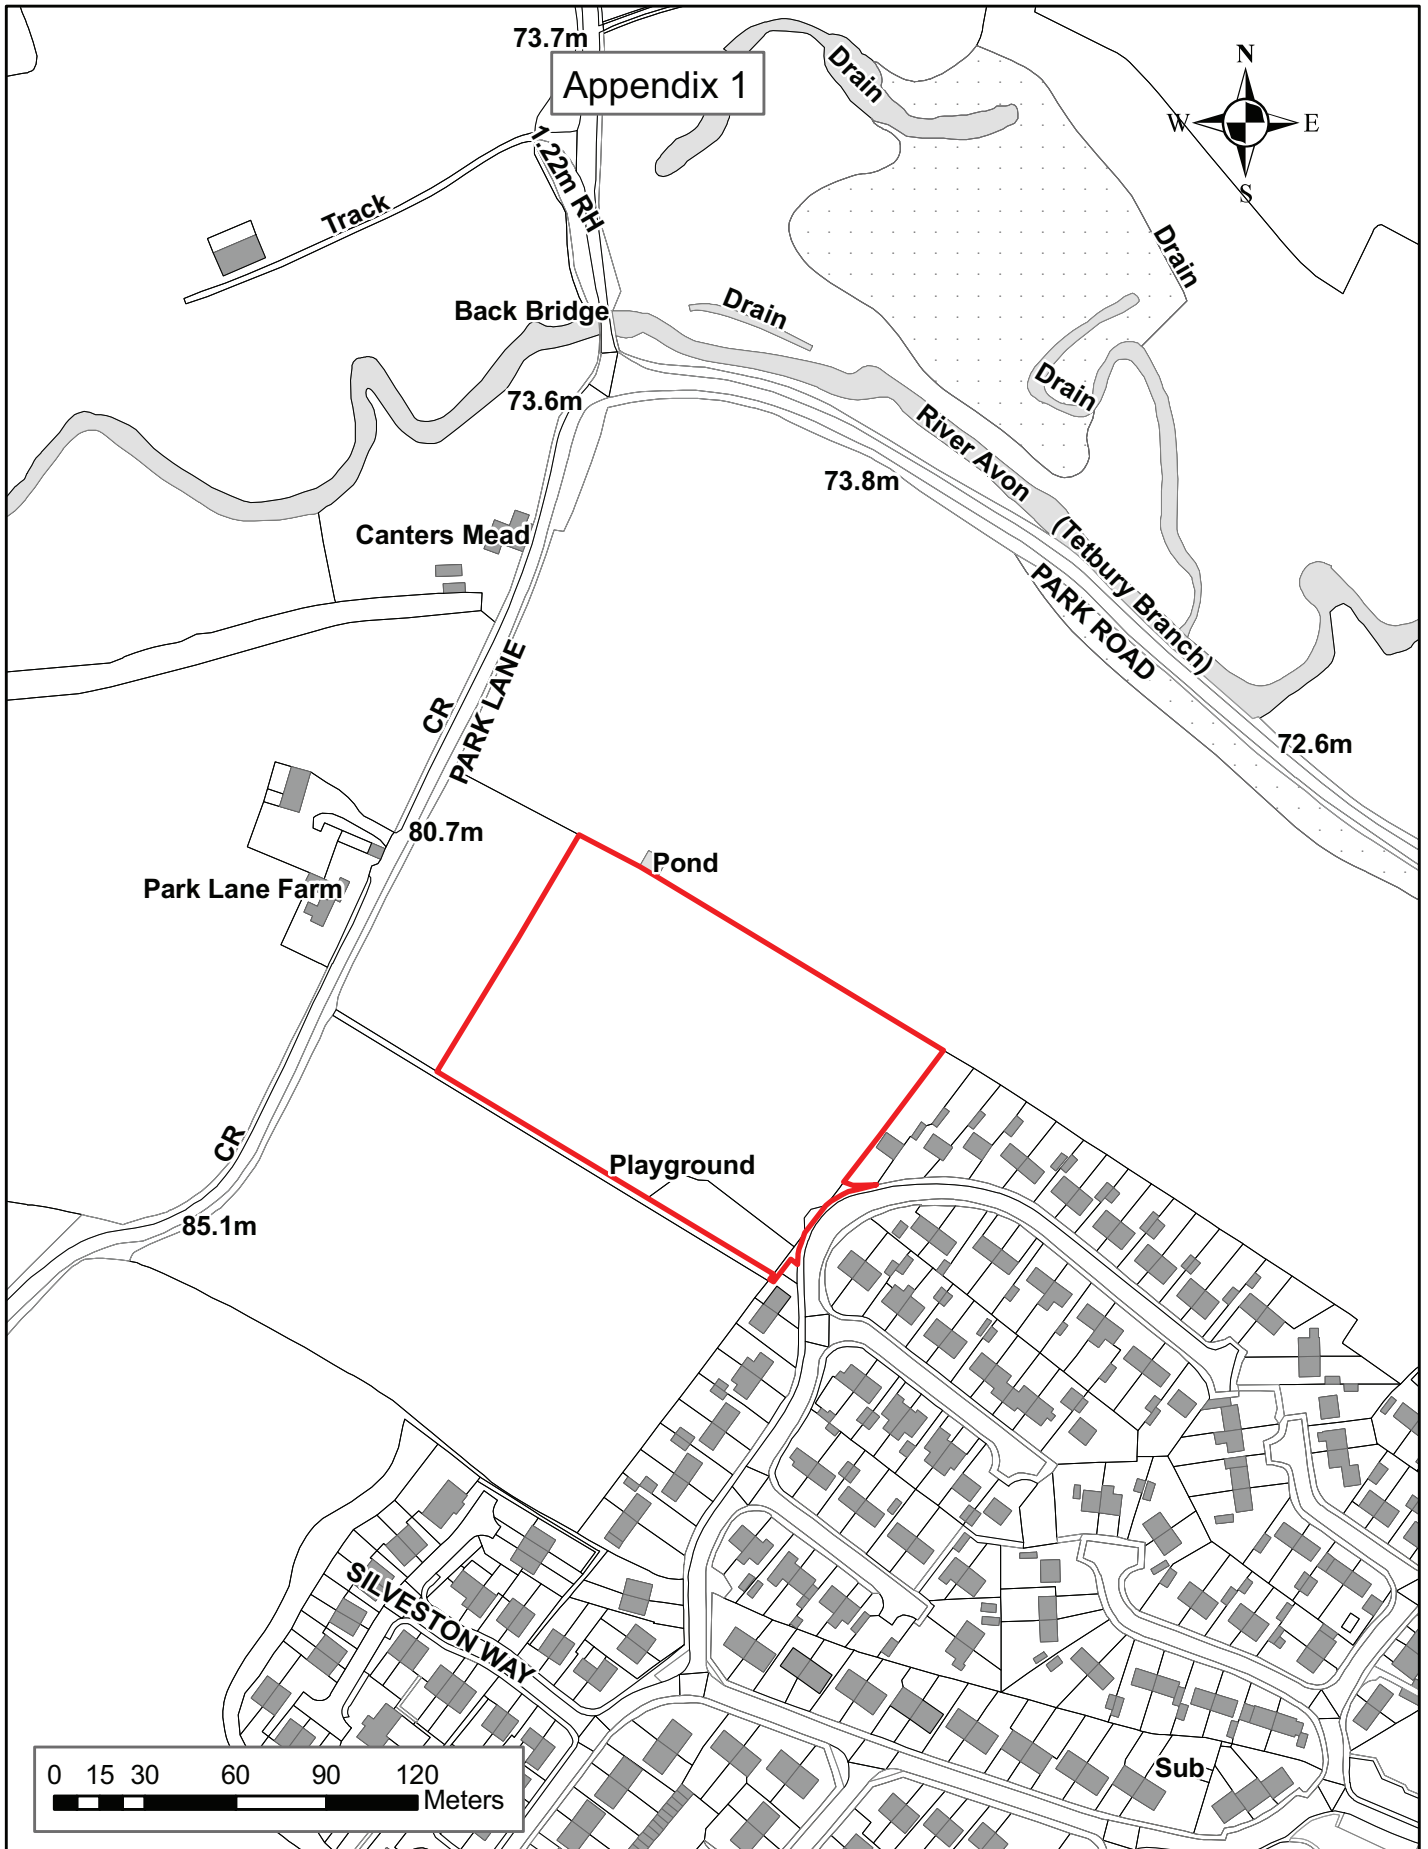 73.7m
Appendix 1
Drain
N
W
E
S
1.22m RH
Track
Drain
Back Bridge
Drain
Drain
73.6m
River Avon
73.8m
(Tetbury Branch)
Canters Mead
PARK ROAD
CR
PARK LANE
72.6m
80.7m
Pond
Park Lane Farm
CR
Playground
85.1m
SILVESTON WAY
Sub
0 15 30 60 90 120
Meters